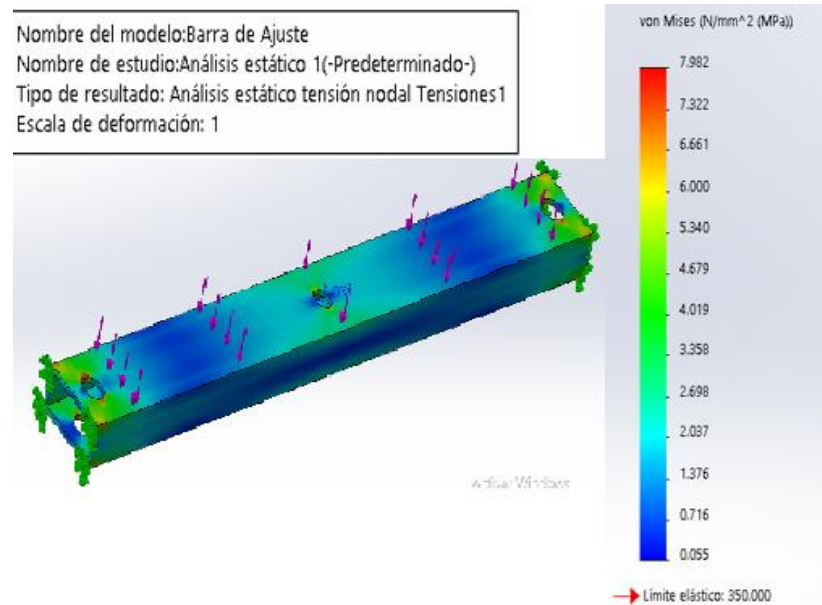 Nombre del modelo:Barra de Ajuste
Nombre de estudio:Análisis estático 1(-Predeterminado-)
Tipo de resultado: Análisis estático tensión nodal Tensiones1
Escala de deformación: 1
von Mises (N/mm^2 (MPa))
7.982
7.322
6.661
6.000
5.340
4.679
4.019
3.358
2.698
2.037
1.376
0.716
0.055
Límite elástico: 350.000
Activar Windows